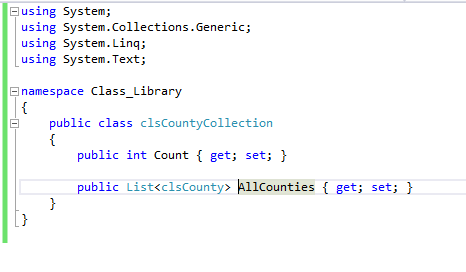 using System;
using System.Collections.Generic;
using System.Linq;
using System.Text;
namespace Class_Library
{
public class clsCountyCollection
{
public int Count { get; set; }
public List<clsCounty> AllCounties { get; set; }
}
}